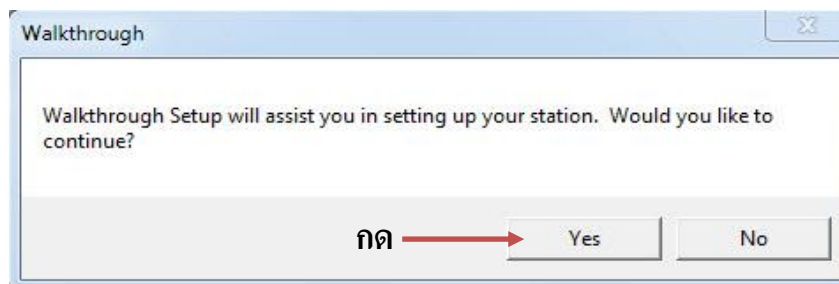 Walkthrough
Walkthrough Setup will assist you in setting up your station.  Would you like to
continue?
กด
Yes
No